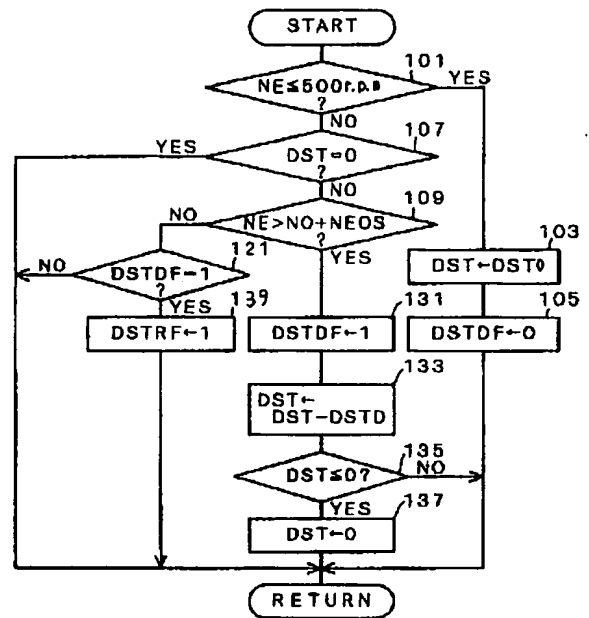 START
101
NE≤500r.p.m
?
YES
NO
107
YES
DST=0
?
NO
109
NO
NE>NO+NEOS
?
YES
121
NO
DSTDF=1
?
YES
103
DST←DST0
139
DSTRF←1
131
DSTDF←1
105
DSTDF←0
133
DST←
DST-DSTD
135
DST≤0?
NO
YES
137
DST←0
RETURN